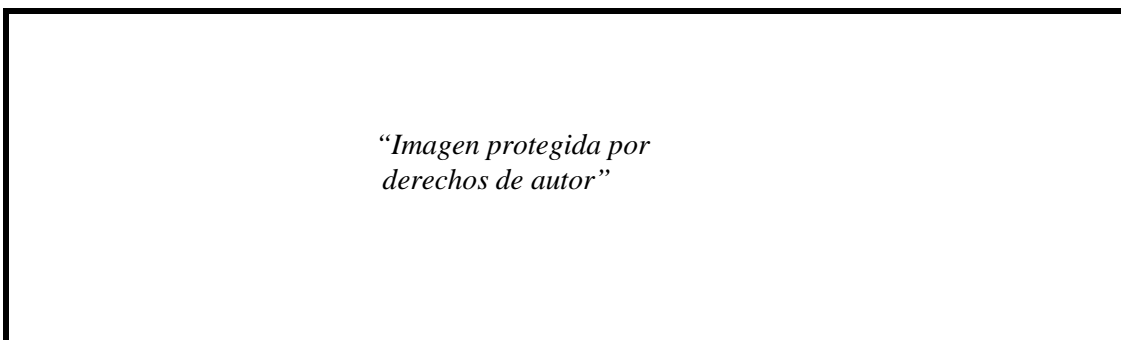 “Imagen protegida por
derechos de autor”